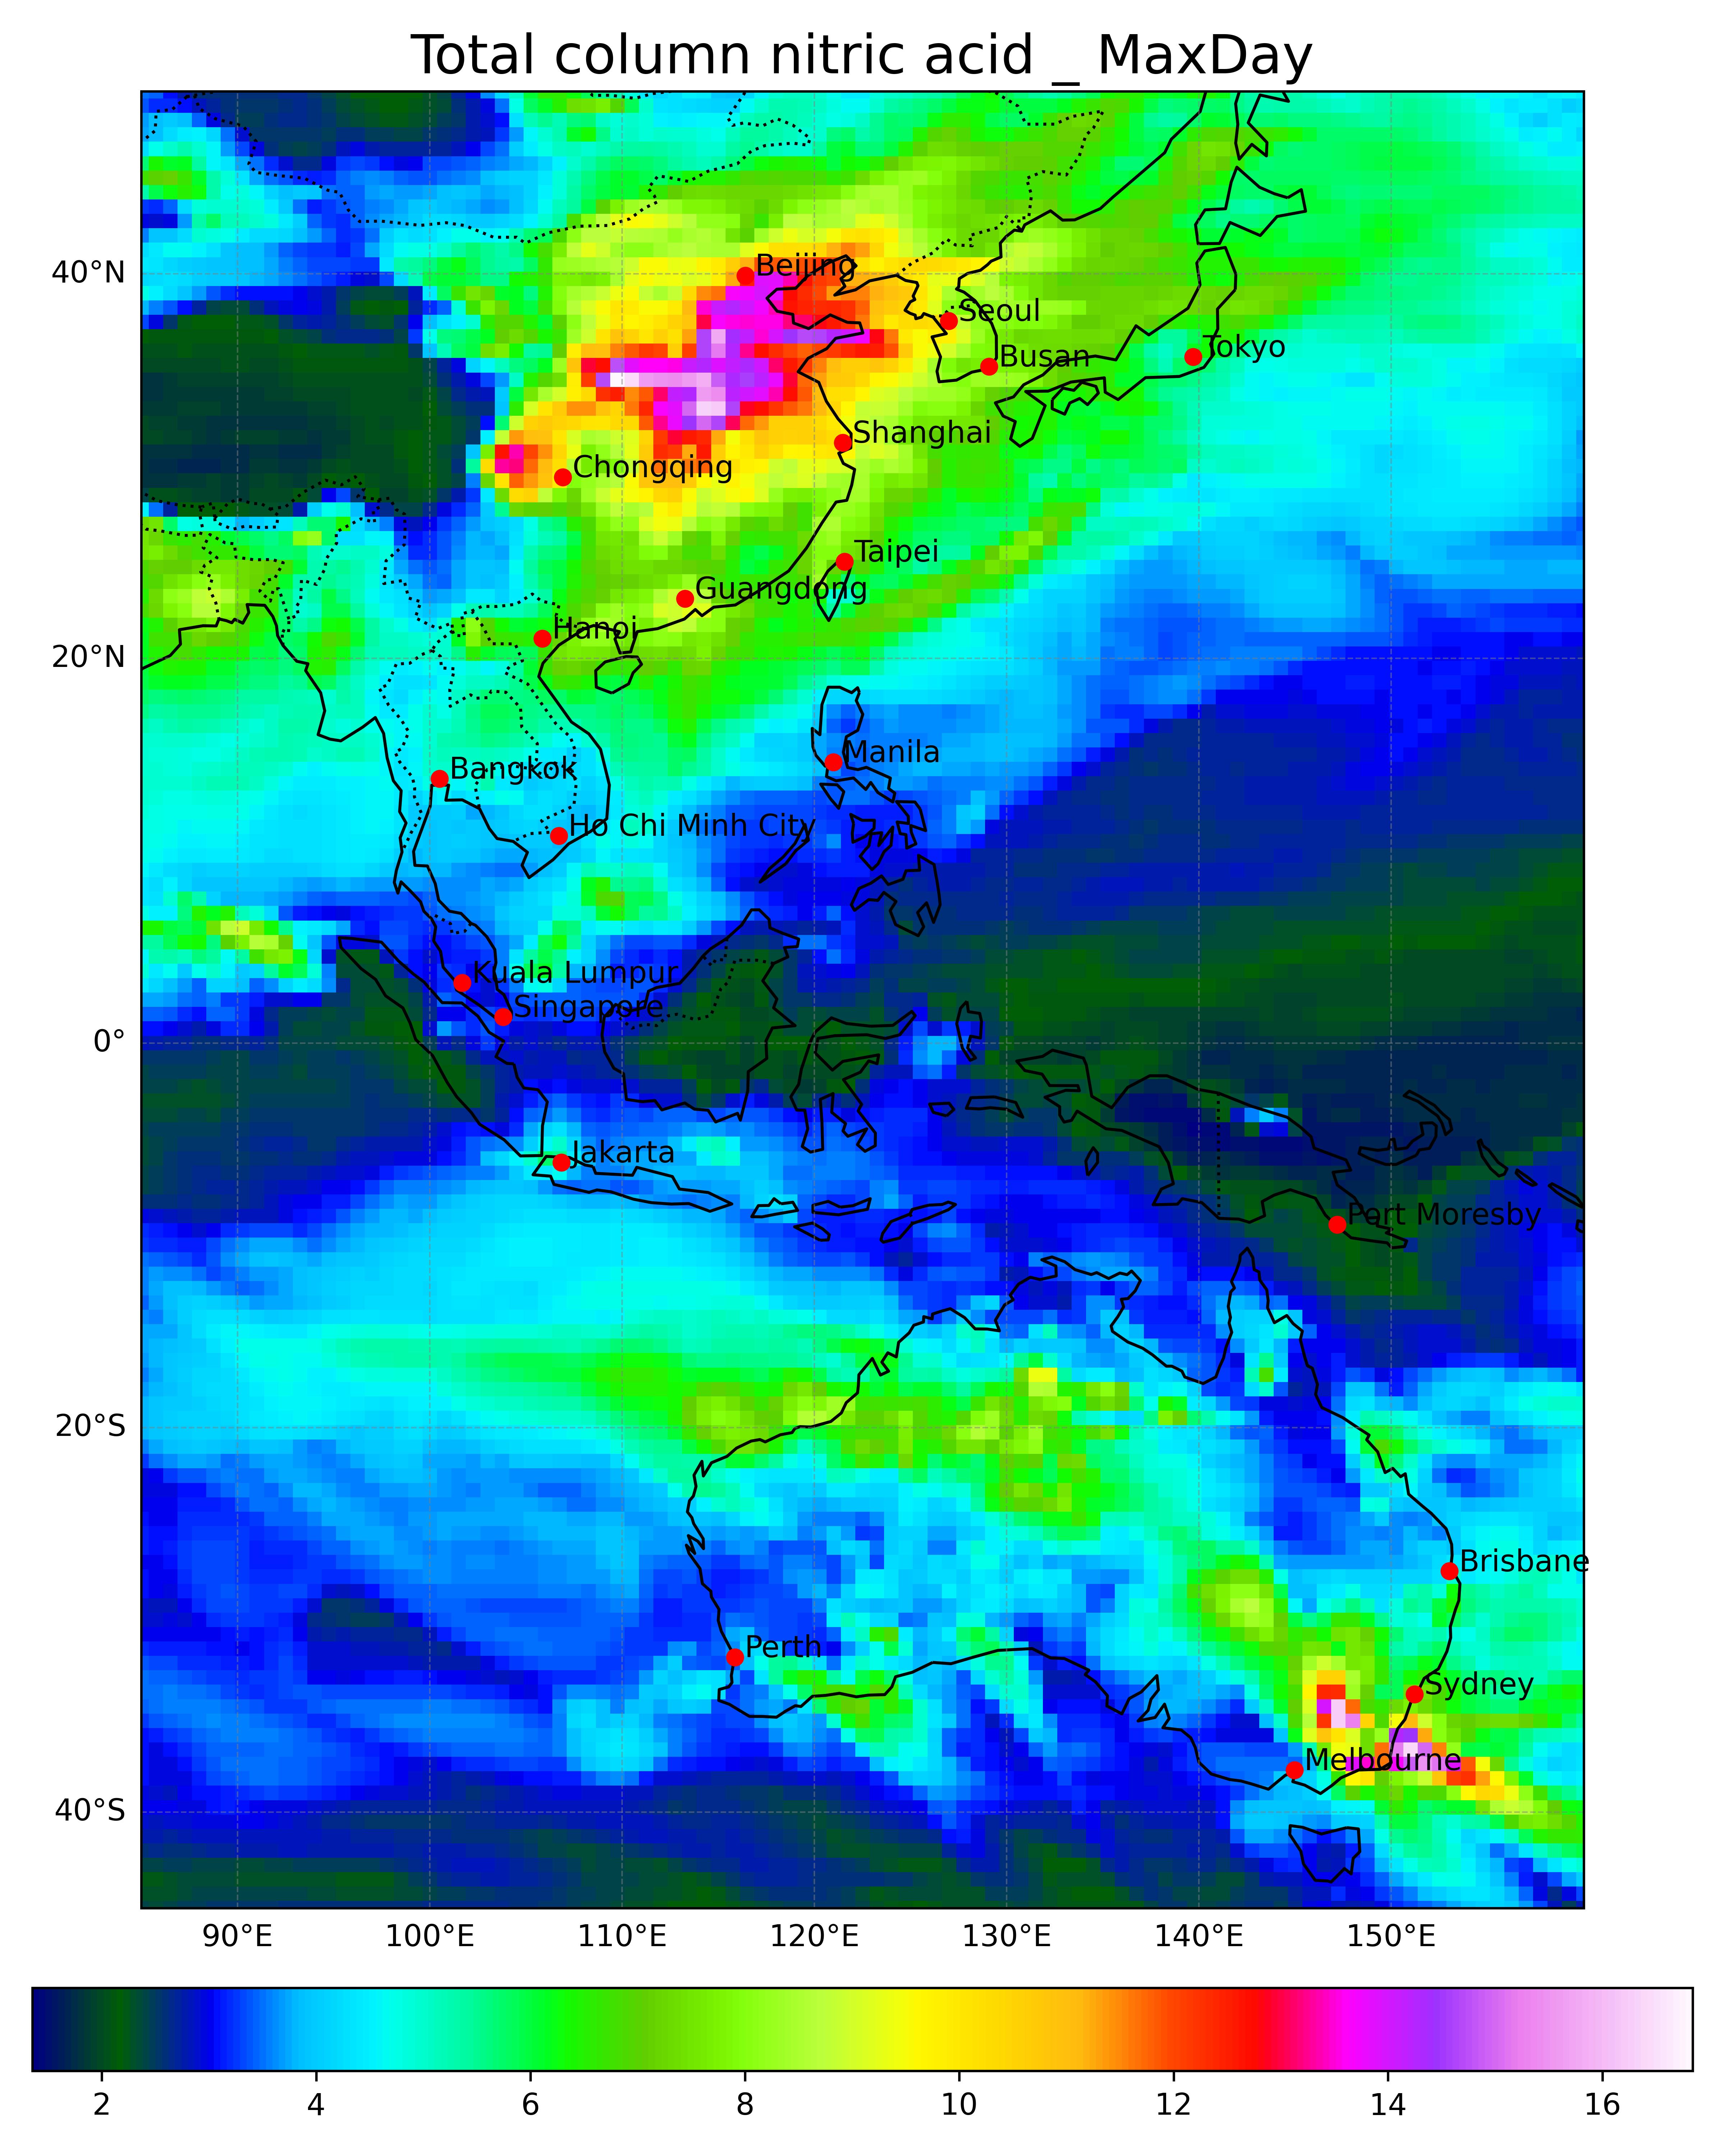 Total column nitric acid _ MaxDay
40°N
20°N
0°
20°S
40°S
Beijing
Seoul
Busan
Tokyo
Shanghai
Chongqing
Taipei
Guangdong
Hanoi
Manila
Bangkok
Ho Chi Minh City
Kuala Lumpur
Singapore
Jakarta
Port Moresby
Brisbane
Perth
Sydney
Melbourne
90°E 100°E 110°E 120°E 130°E 140°E 150°E
2 4 6 8 10 12 14 16